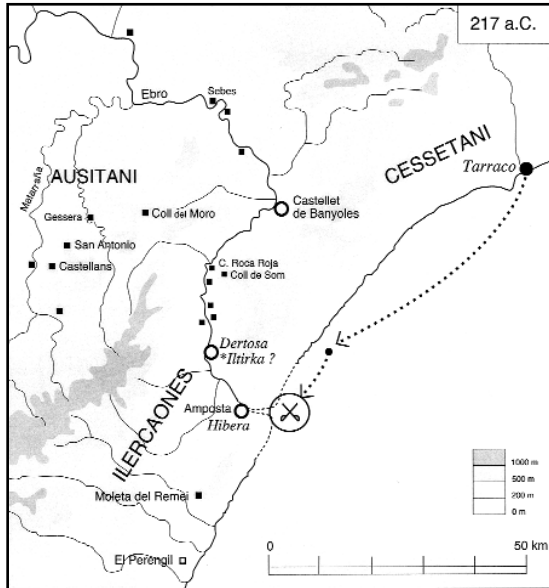 217 a.C.
Ebro
Sebes
CESSETANI
Matarraña
AUSITANI
Tarraco
Castellet
de Banyoles
Gessera
Coll del Moro
San Antonio
Castellans
C. Roca Roja
Coll de Som
Dertosa
*Iltirka ?
Amposta
Hibera
ILERCAONES
Moleta del Remei
El Perengil
1000 m
500 m
200 m
0 m
0
50 km